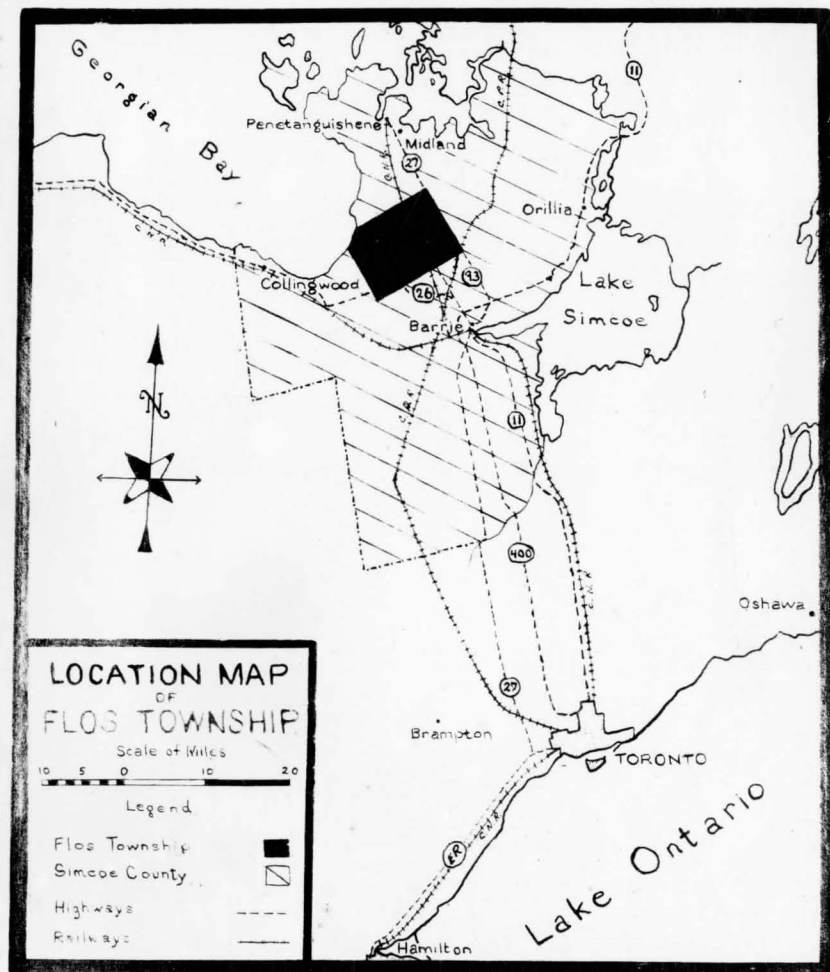 Georgian Bay
11
C.P.R.
Penetanguishene
Midland
27
C.N.R.
Orillia
C.N.R.
93
Collingwood
26
Lake
Simcoe
Barrie
N
C.P.R.
11
400
C.N.R.
Oshawa
27
Brampton
TORONTO
C.N.R.
Lake Ontario
Hamilton
LOCATION MAP
OF
FLOS TOWNSHIP
Scale of Miles
10 5 0 10 20
Legend
Flos Township
Simcoe County
Highways
Railways